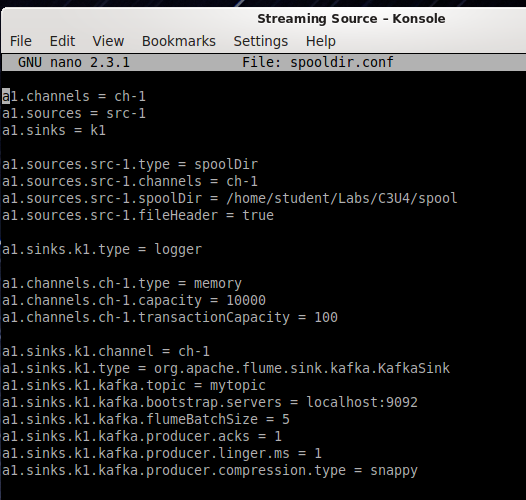 Streaming Source – Konsole
File Edit View Bookmarks Settings Help
GNU nano 2.3.1 File: spooldir.conf
a1.channels = ch-1
a1.sources = src-1
a1.sinks = k1
a1.sources.src-1.type = spoolDir
a1.sources.src-1.channels = ch-1
a1.sources.src-1.spoolDir = /home/student/Labs/C3U4/spool
a1.sources.src-1.fileHeader = true
a1.sinks.k1.type = logger
a1.channels.ch-1.type = memory
a1.channels.ch-1.capacity = 10000
a1.channels.ch-1.transactionCapacity = 100
a1.sinks.k1.channel = ch-1
a1.sinks.k1.type = org.apache.flume.sink.kafka.KafkaSink
a1.sinks.k1.kafka.topic = mytopic
a1.sinks.k1.kafka.bootstrap.servers = localhost:9092
a1.sinks.k1.kafka.flumeBatchSize = 5
a1.sinks.k1.kafka.producer.acks = 1
a1.sinks.k1.kafka.producer.linger.ms = 1
a1.sinks.k1.kafka.producer.compression.type = snappy